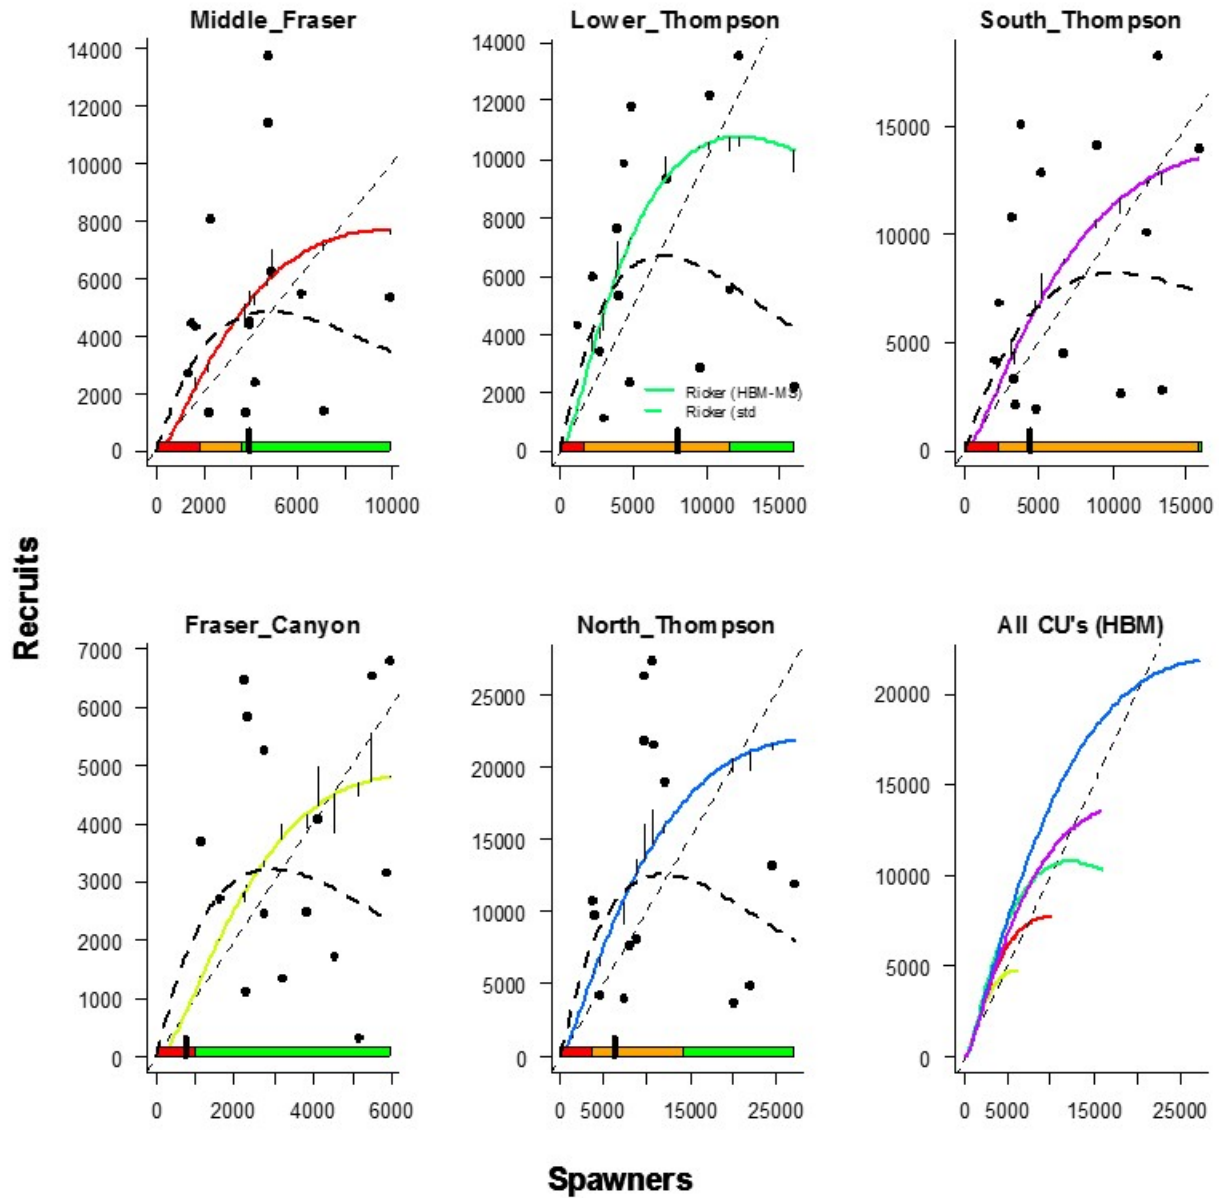 Middle_Fraser
Lower_Thompson
South_Thompson
14000
12000
10000
8000
6000
4000
2000
0
0 2000 6000 10000
14000
12000
10000
8000
6000
4000
2000
0
Ricker (HBM-MS)
Ricker (std
0 5000 10000 15000
15000
10000
5000
0
0 5000 10000 15000
Recruits
Fraser_Canyon
North_Thompson
All CU's (HBM)
7000
6000
5000
4000
3000
2000
1000
0
0 2000 4000 6000
25000
20000
15000
10000
5000
0
0 5000 15000 25000
20000
15000
10000
5000
0
0 5000 15000 25000
Spawners